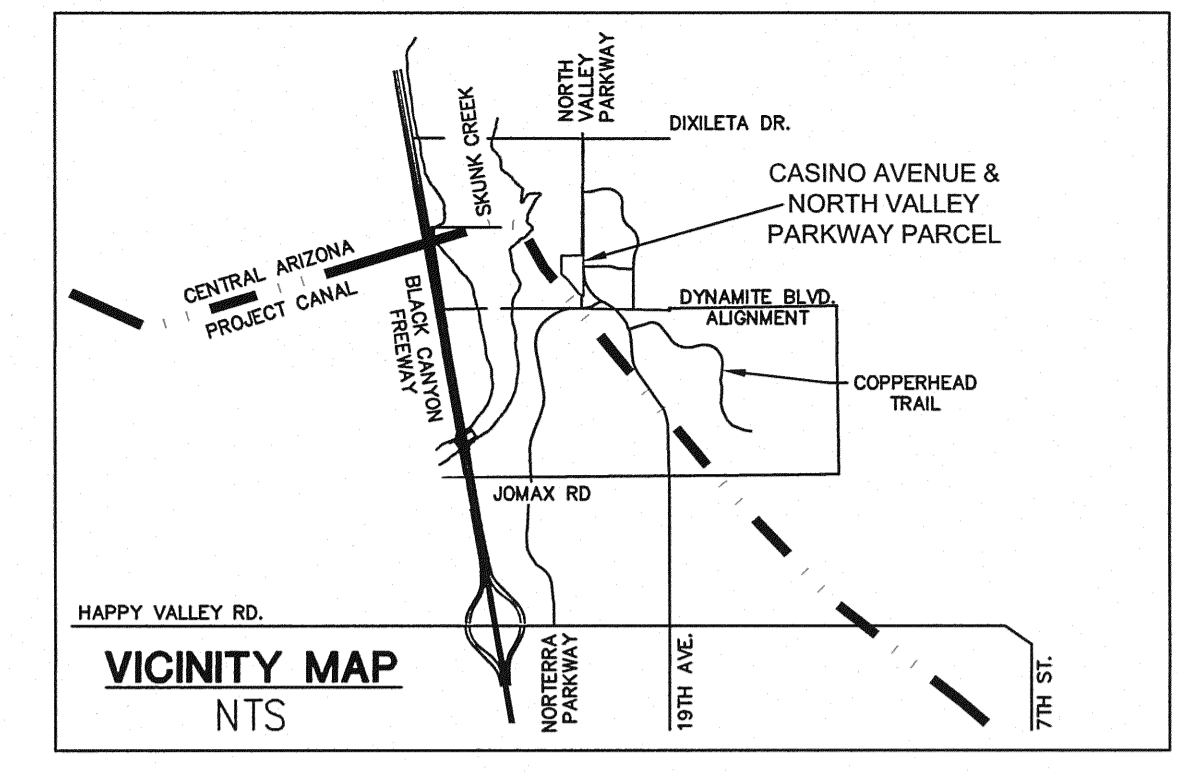 NORTH
VALLEY
PARKWAY
SKUNK CREEK
DIXILETA DR.
CASINO AVENUE &
NORTH VALLEY
PARKWAY PARCEL
CENTRAL ARIZONA
PROJECT CANAL
BLACK CANYON
FREEWAY
DYNAMITE BLVD.
ALIGNMENT
COPPERHEAD
TRAIL
JOMAX RD
HAPPY VALLEY RD.
VICINITY MAP
NTS
NORTERRA
PARKWAY
19TH AVE.
7TH ST.